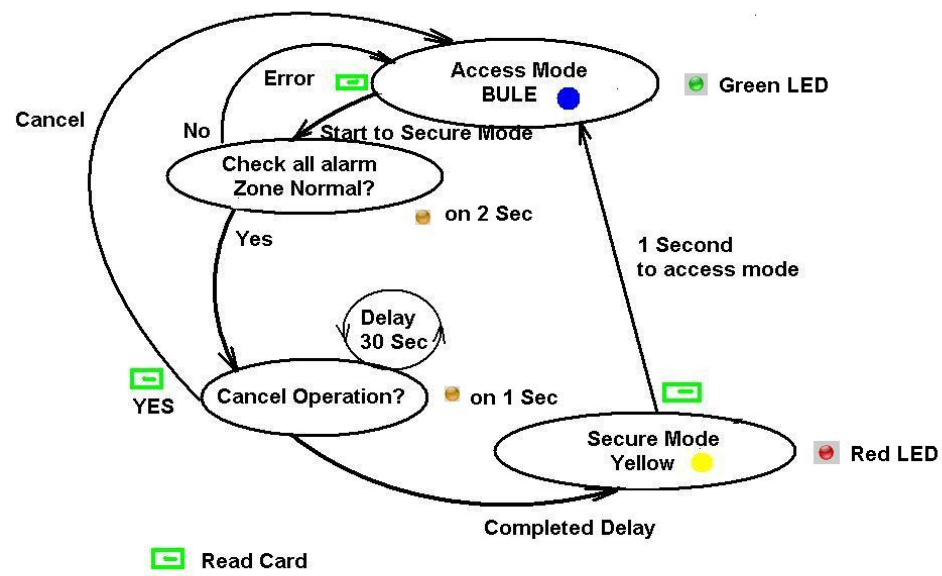 Access Mode
BULE
Green LED
Error
Cancel
No
Start to Secure Mode
Check all alarm
Zone Normal?
on 2 Sec
Yes
1 Second
to access mode
Delay
30 Sec
Cancel Operation?
on 1 Sec
YES
Secure Mode
Yellow
Red LED
Completed Delay
Read Card